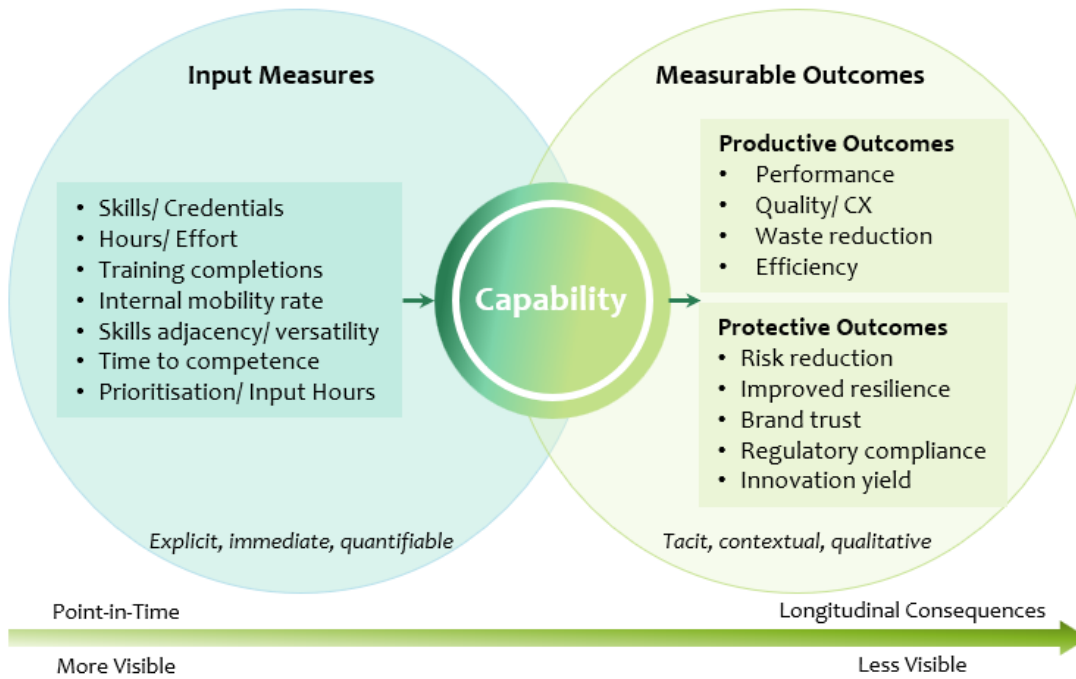 Input Measures
• Skills/ Credentials
• Hours/ Effort
• Training completions
• Internal mobility rate
• Skills adjacency/ versatility
• Time to competence
• Prioritisation/ Input Hours
Explicit, immediate, quantifiable
Capability
Measurable Outcomes
Productive Outcomes
• Performance
• Quality/ CX
• Waste reduction
• Efficiency
Protective Outcomes
• Risk reduction
• Improved resilience
• Brand trust
• Regulatory compliance
• Innovation yield
Tacit, contextual, qualitative
Point-in-Time
Longitudinal Consequences
More Visible
Less Visible